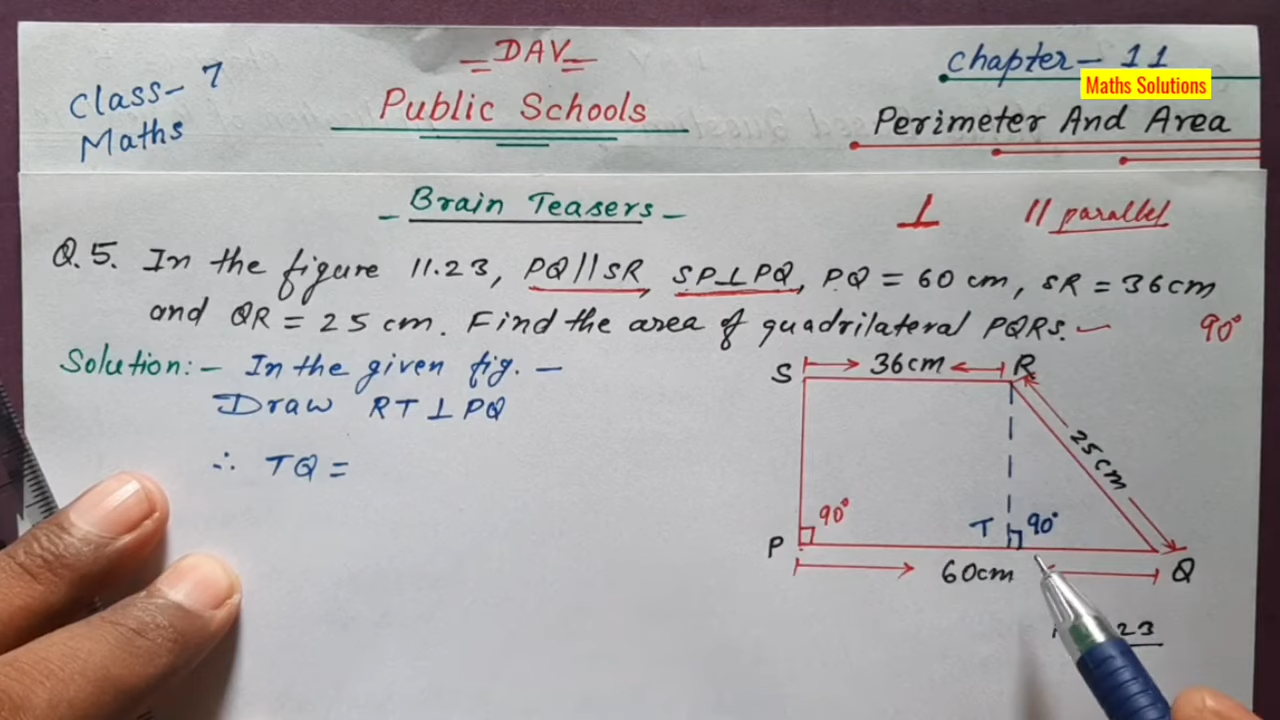 Class- 7
Maths
DAV
Public Schools
Chapter- 11
Maths Solutions
Perimeter And Area
- Brain Teasers -
⊥ // parallel
Q.5. In the figure 11.23, PQ//SR, SP⊥PQ, PQ = 60 cm, SR = 36cm
and QR = 25 cm. Find the area of quadrilateral PQRS.
90°
Solution:- In the given fig. -
Draw RT ⊥ PQ
∴ TQ =
S 36cm R
25cm
90° T 90°
P 60cm Q
23